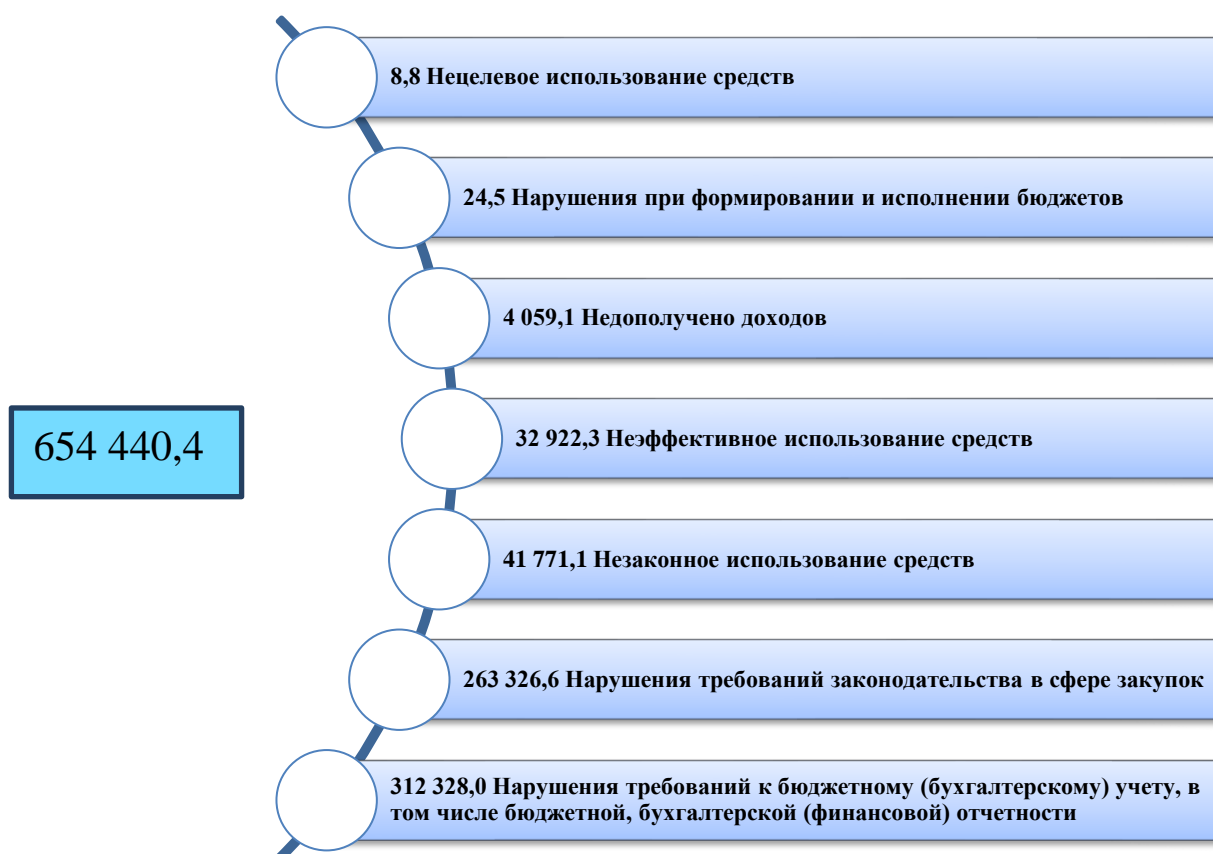 8,8 Нецелевое использование средств
24,5 Нарушения при формировании и исполнении бюджетов
4 059,1 Недополучено доходов
654 440,4
32 922,3 Неэффективное использование средств
41 771,1 Незаконное использование средств
263 326,6 Нарушения требований законодательства в сфере закупок
312 328,0 Нарушения требований к бюджетному (бухгалтерскому) учету, в
том числе бюджетной, бухгалтерской (финансовой) отчетности